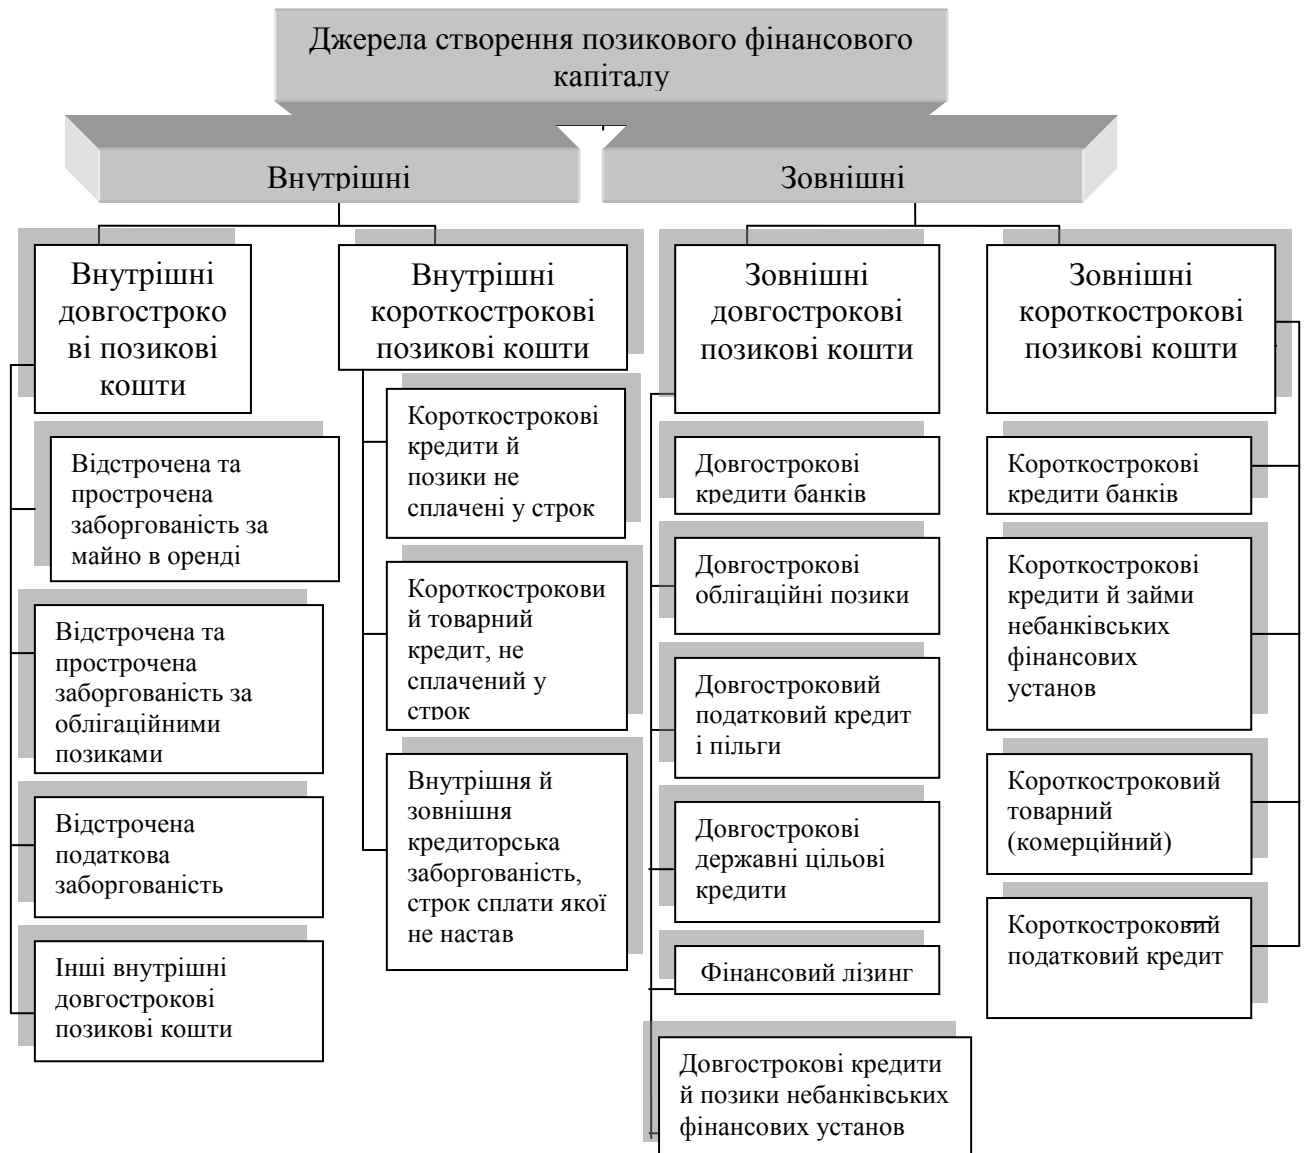 Джерела створення позикового фінансового
капіталу
Внутрішні
Зовнішні
Внутрішні
довгостроко
ві позикові
кошти
Відстрочена та
прострочена
заборгованість за
майно в оренді
Відстрочена та
прострочена
заборгованість за
облігаційними
позиками
Відстрочена
податкова
заборгованість
Інші внутрішні
довгострокові
позикові кошти
Внутрішні
короткострокові
позикові кошти
Короткострокові
кредити й
позики не
сплачені у строк
Короткострокови
й товарний
кредит, не
сплачений у
строк
Внутрішня й
зовнішня
кредиторська
заборгованість,
строк сплати якої
не настав
Зовнішні
довгострокові
позикові кошти
Довгострокові
кредити банків
Довгострокові
облігаційні позики
Довгостроковий
податковий кредит
і пільги
Довгострокові
державні цільові
кредити
Фінансовий лізинг
Довгострокові кредити
й позики небанківських
фінансових установ
Зовнішні
короткострокові
позикові кошти
Короткострокові
кредити банків
Короткострокові
кредити й займи
небанківських
фінансових
установ
Короткостроковий
товарний
(комерційний)
Короткостроковий
податковий кредит